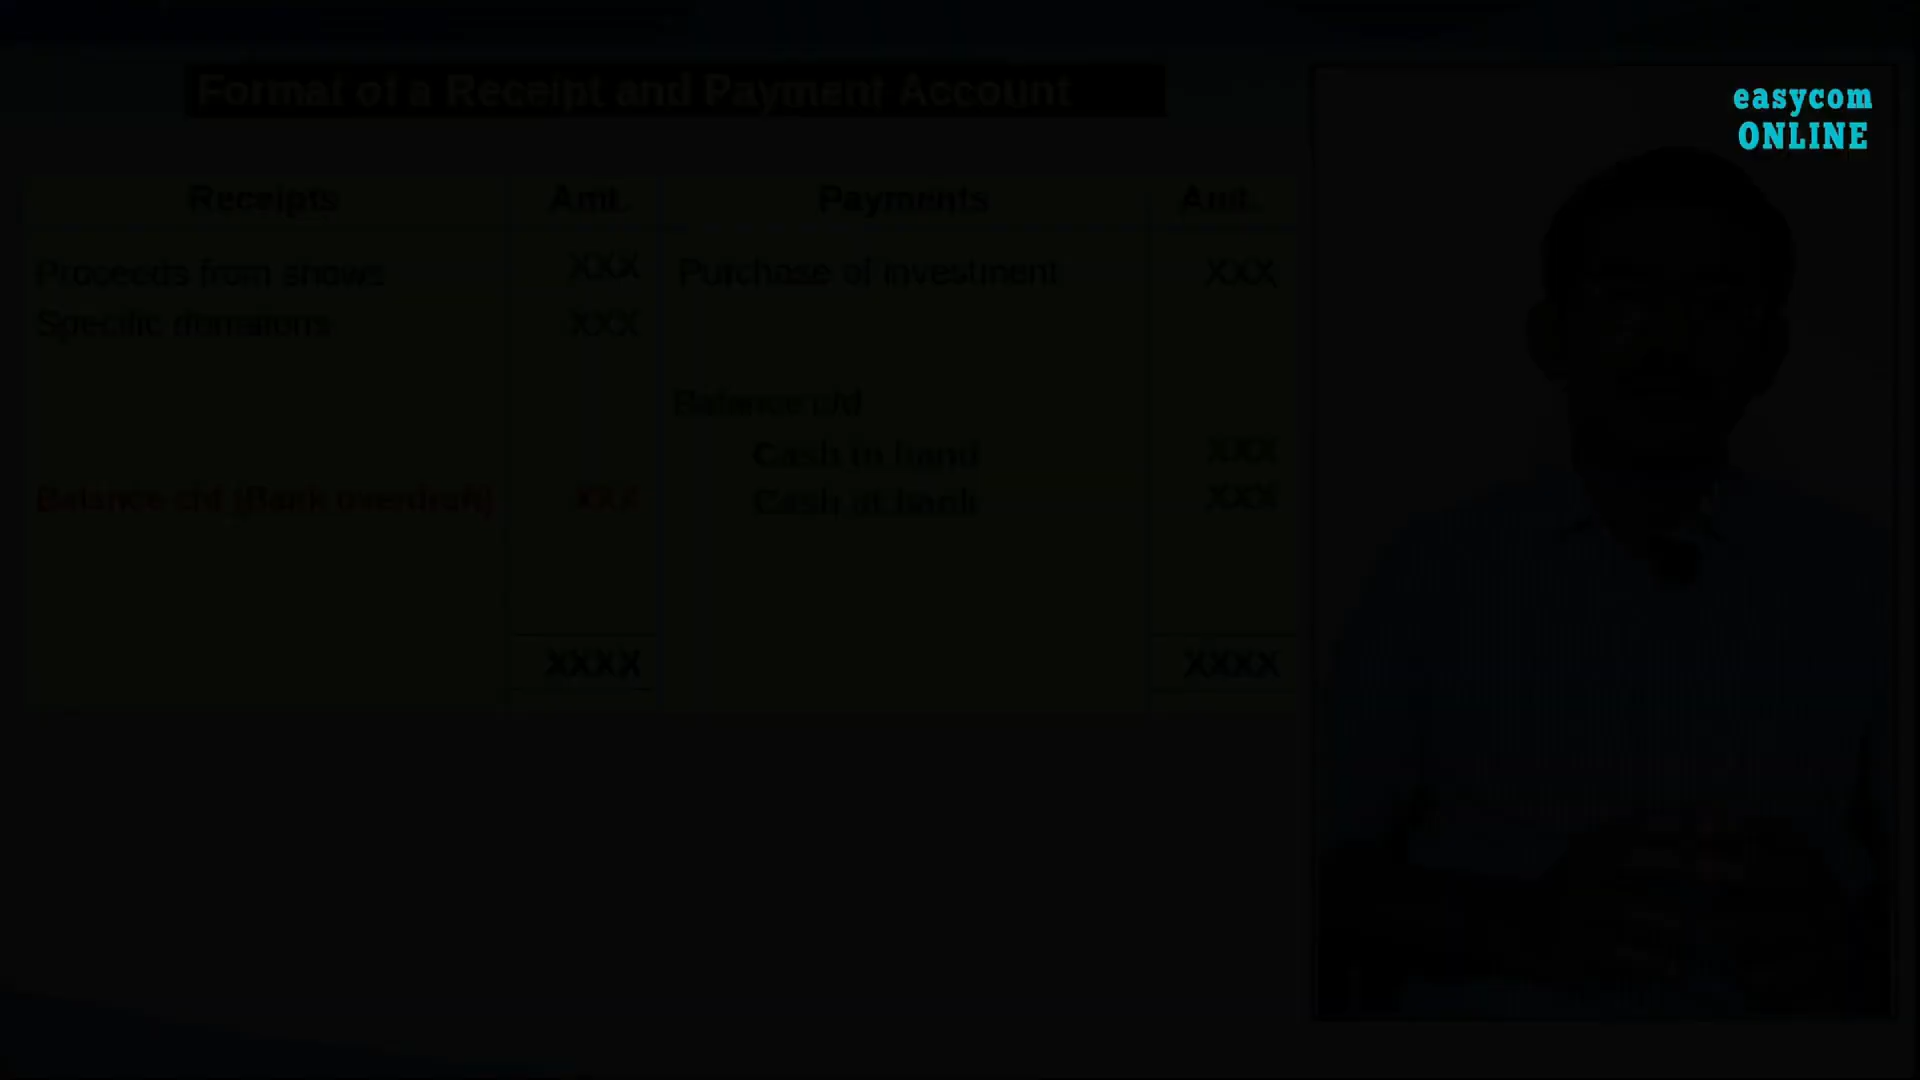 easycom
ONLINE
Format of a Receipt and Payment Account
Receipts Amt. Payments Amt.
Proceeds from shows XXX Purchase of investment XXX
Specific donations XXX
Balance c/d
Cash in hand XXX
Balance c/d (Bank overdraft) XXX Cash at bank XXX
XXXX XXXX